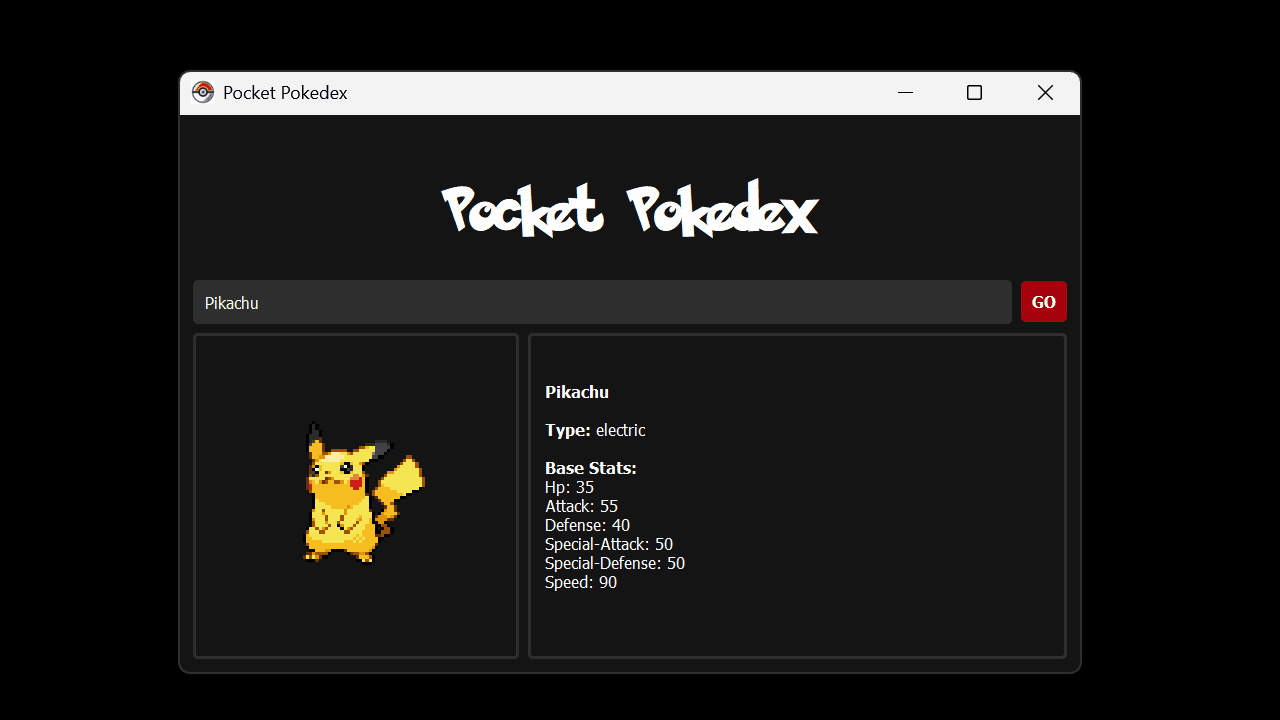 Pocket Pokedex
Pocket Pokedex
Pikachu
GO
Pikachu
Type: electric
Base Stats:
Hp: 35
Attack: 55
Defense: 40
Special-Attack: 50
Special-Defense: 50
Speed: 90